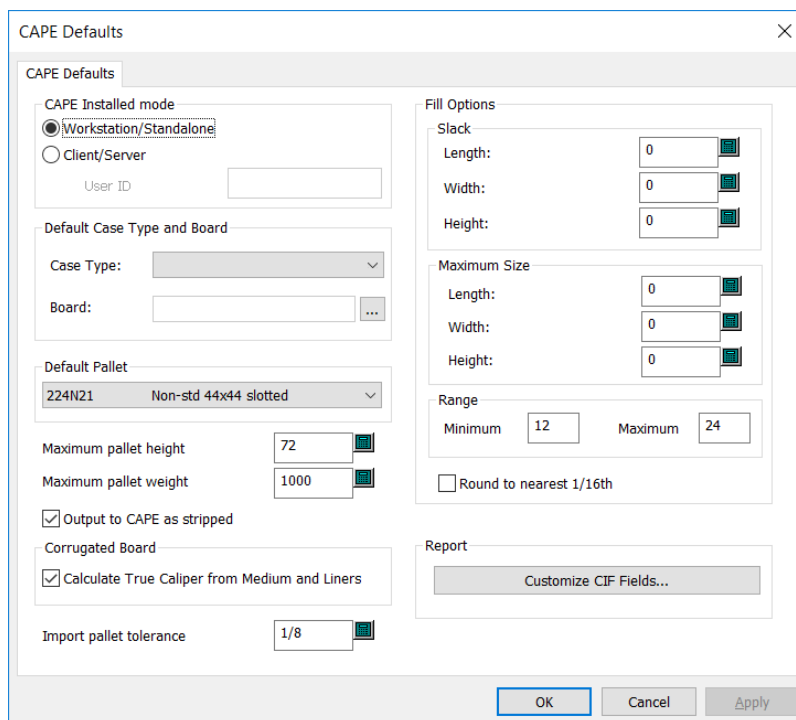 CAPE Defaults
CAPE Defaults
CAPE Installed mode
Workstation/Standalone
Client/Server
User ID
Default Case Type and Board
Case Type:
Board:
...
Default Pallet
224N21 Non-std 44x44 slotted
Maximum pallet height 72
Maximum pallet weight 1000
Output to CAPE as stripped
Corrugated Board
Calculate True Caliper from Medium and Liners
Import pallet tolerance 1/8
Fill Options
Slack
Length: 0
Width: 0
Height: 0
Maximum Size
Length: 0
Width: 0
Height: 0
Range
Minimum 12 Maximum 24
Round to nearest 1/16th
Report
Customize CIF Fields...
OK Cancel Apply